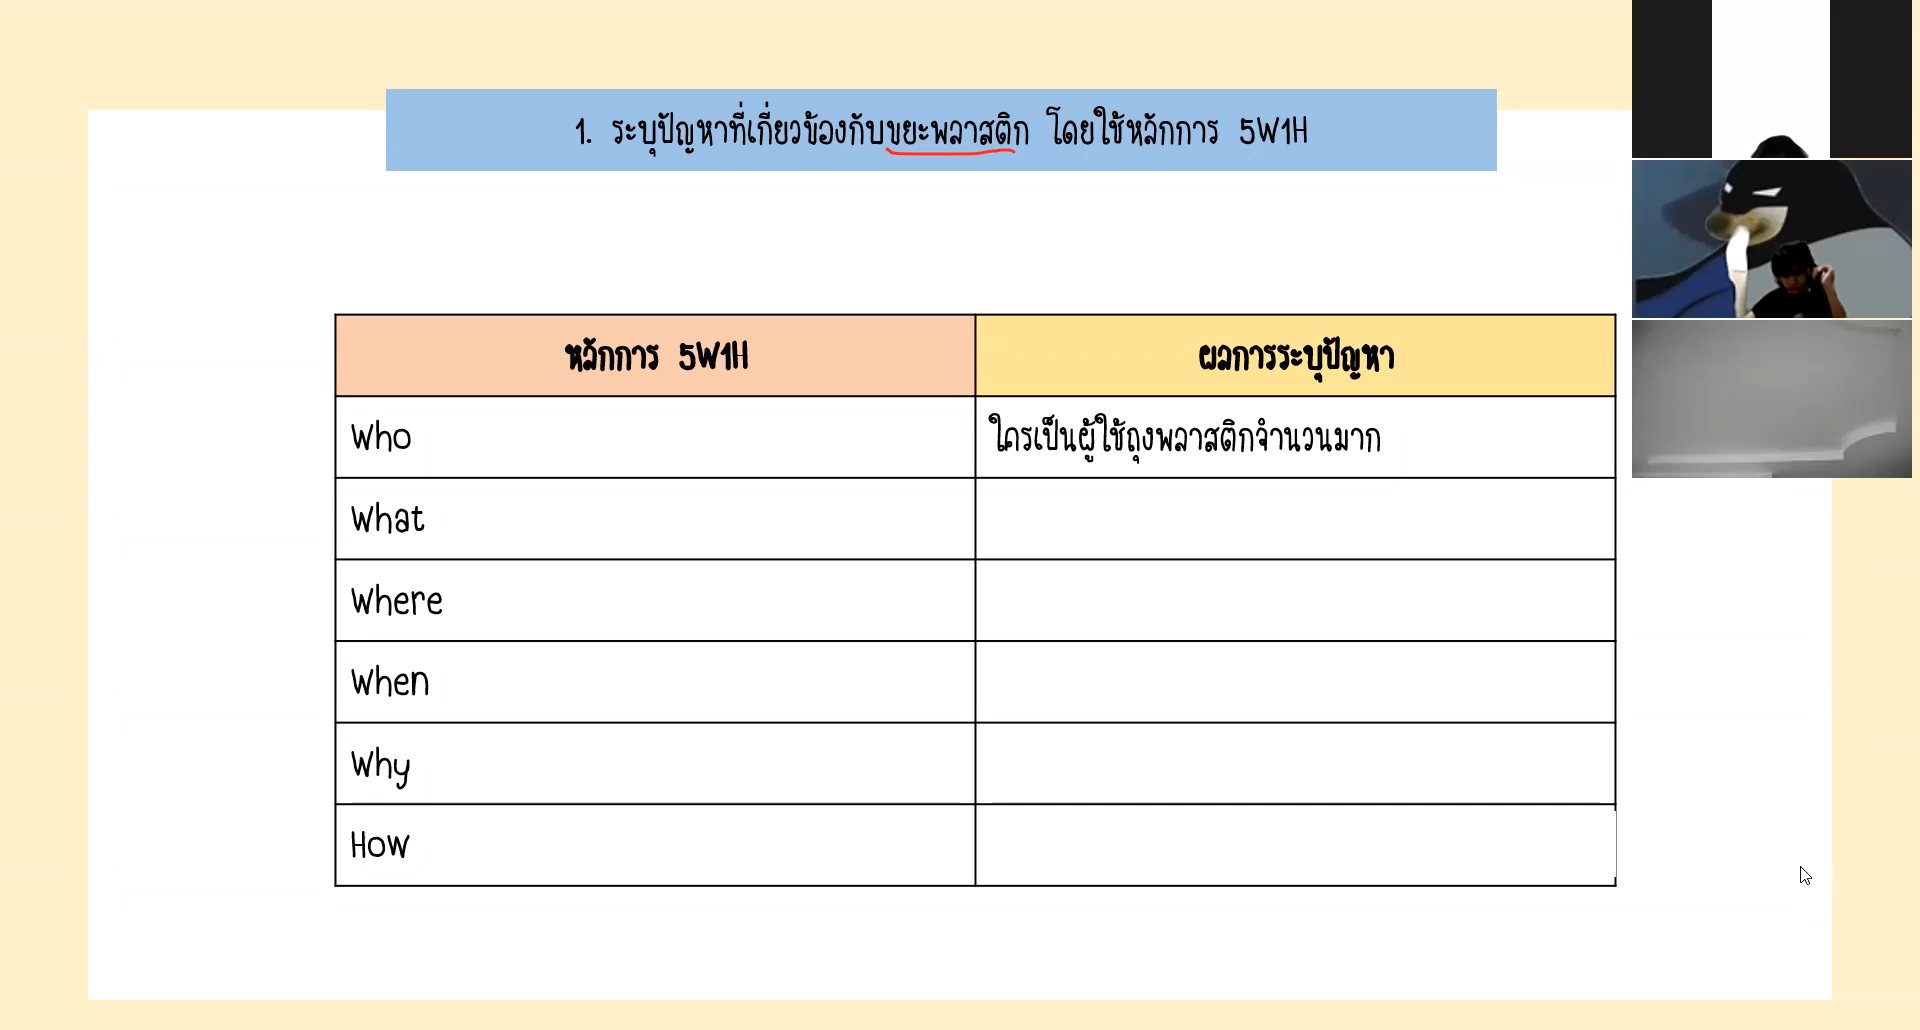 1. ระบุปัญหาที่เกี่ยวข้องกับขยะพลาสติก โดยใช้หลักการ 5W1H
หลักการ 5W1H
ผลการระบุปัญหา
Who
ใครเป็นผู้ใช้ถุงพลาสติกจำนวนมาก
What
Where
When
Why
How